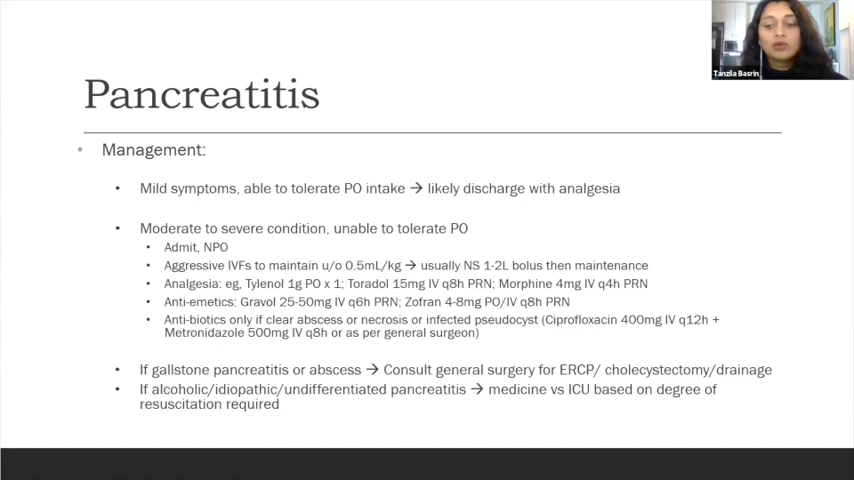 Tanzila Basrin
Pancreatitis
• Management:
• Mild symptoms, able to tolerate PO intake → likely discharge with analgesia
• Moderate to severe condition, unable to tolerate PO
• Admit, NPO
• Aggressive IVFs to maintain u/o 0.5mL/kg → usually NS 1-2L bolus then maintenance
• Analgesia: eg, Tylenol 1g PO x 1; Toradol 15mg IV q8h PRN; Morphine 4mg IV q4h PRN
• Anti-emetics: Gravol 25-50mg IV q6h PRN; Zofran 4-8mg PO/IV q8h PRN
• Anti-biotics only if clear abscess or necrosis or infected pseudocyst (Ciprofloxacin 400mg IV q12h +
Metronidazole 500mg IV q8h or as per general surgeon)
• If gallstone pancreatitis or abscess → Consult general surgery for ERCP/ cholecystectomy/drainage
• If alcoholic/idiopathic/undifferentiated pancreatitis → medicine vs ICU based on degree of
resuscitation required